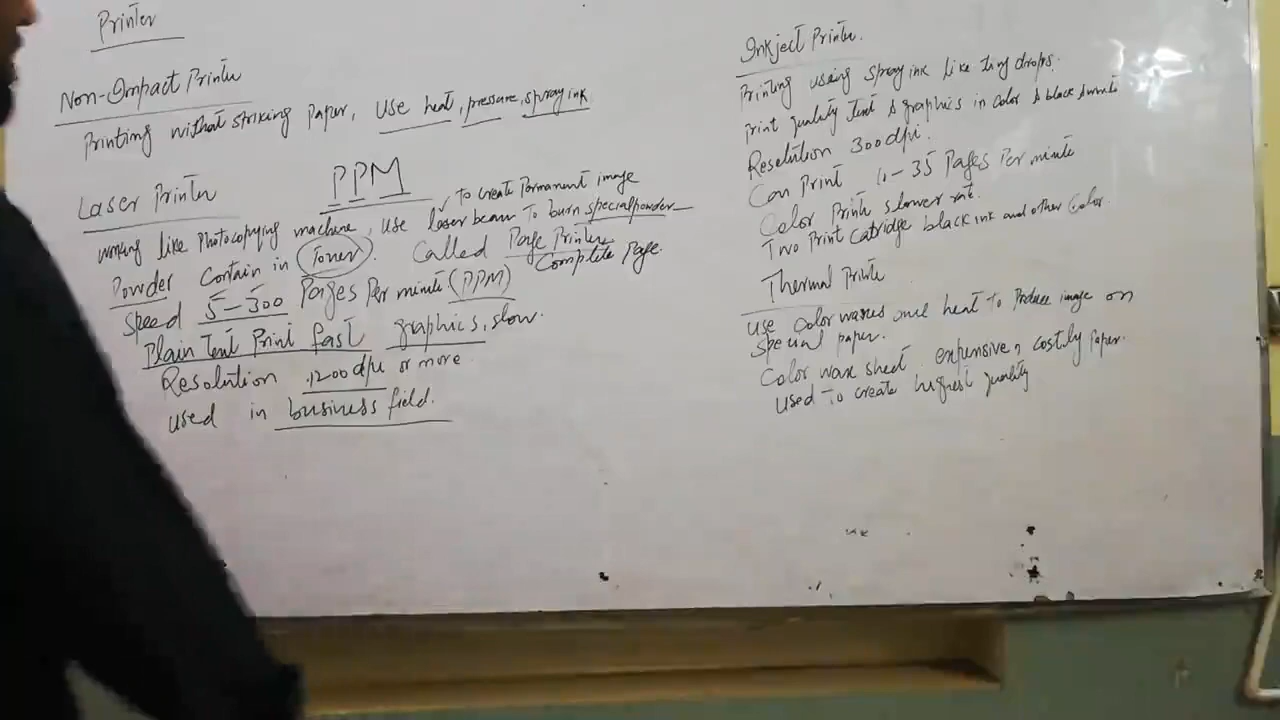 Printer
Non-Impact Printer
Printing without striking Paper, use heat, pressure, spray ink
PPM
Laser Printer
to create Permanent image
working like Photocopying machine, use laser beam To burn special powder
Powder contain in Toner. Called Page Printer
Complete Page.
Speed 5-300 Pages Per minute (PPM)
Plain Text Print fast graphics, slow.
Resolution 1200 dpi or more
used in business field.
Inkject Printer.
Printing using spray ink like tiny drops.
Print quality Text & graphics in color & black & white
Resolution 300 dpi.
Can Print 10-35 Pages Per minute
Color Print slower rate.
Two Print Catridge black ink and other Color.
Thermal Printer
use color waxes and heat to Produce image on
special paper.
Color wax sheet expensive, costily Paper.
used To create highest quality